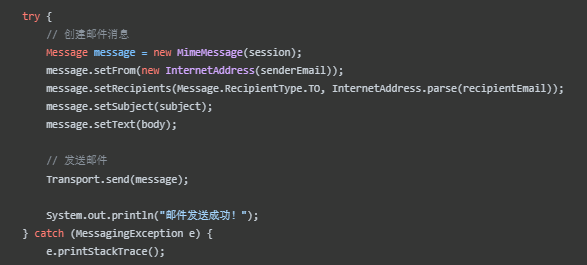 try {
// 创建邮件消息
Message message = new MimeMessage(session);
message.setFrom(new InternetAddress(senderEmail));
message.setRecipients(Message.RecipientType.TO, InternetAddress.parse(recipientEmail));
message.setSubject(subject);
message.setText(body);
// 发送邮件
Transport.send(message);
System.out.println("邮件发送成功！");
} catch (MessagingException e) {
e.printStackTrace();